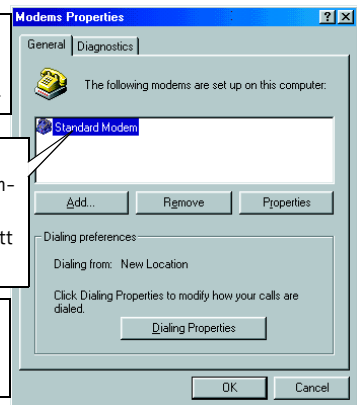 Modems Properties
General Diagnostics
The following modems are set up on this computer:
Standard Modem
Add... Remove Properties
Dialing preferences
Dialing from: New Location
Click Dialing Properties to modify how your calls are
dialed.
Dialing Properties
OK Cancel